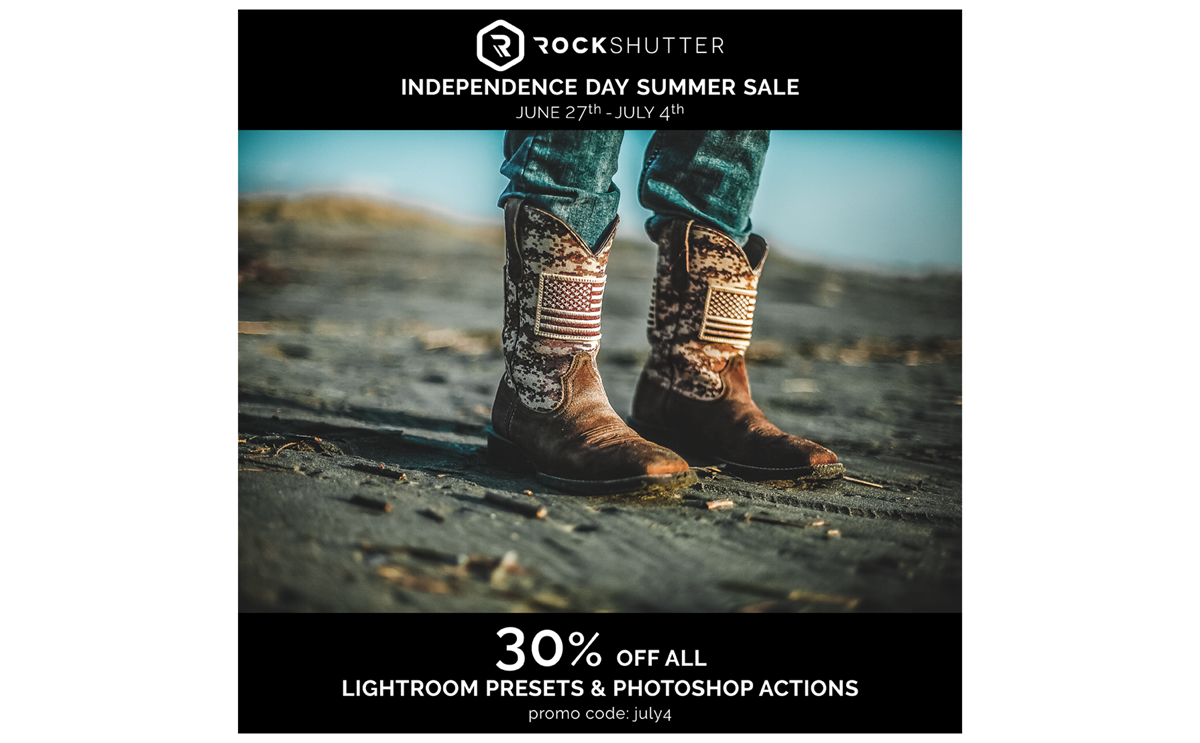 ROCKSHUTTER
INDEPENDENCE DAY SUMMER SALE
JUNE 27th - JULY 4th
30% OFF ALL
LIGHTROOM PRESETS & PHOTOSHOP ACTIONS
promo code: july4